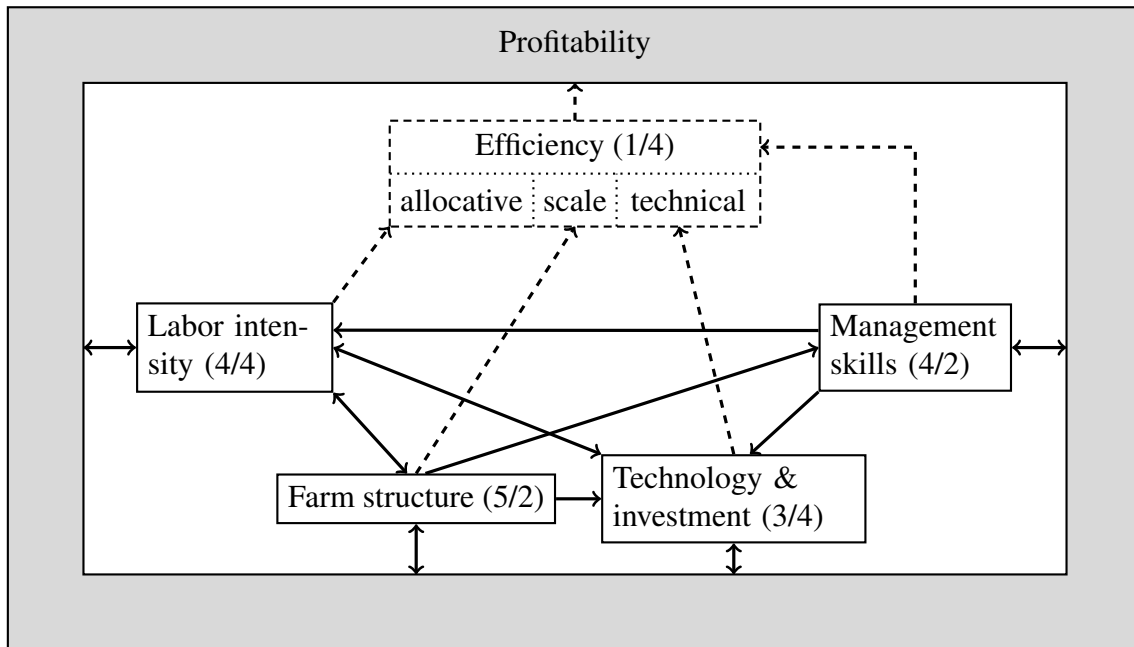 Profitability
Efficiency (1/4)
allocative scale technical
Labor inten-
sity (4/4)
Management
skills (4/2)
Farm structure (5/2)
Technology &
investment (3/4)